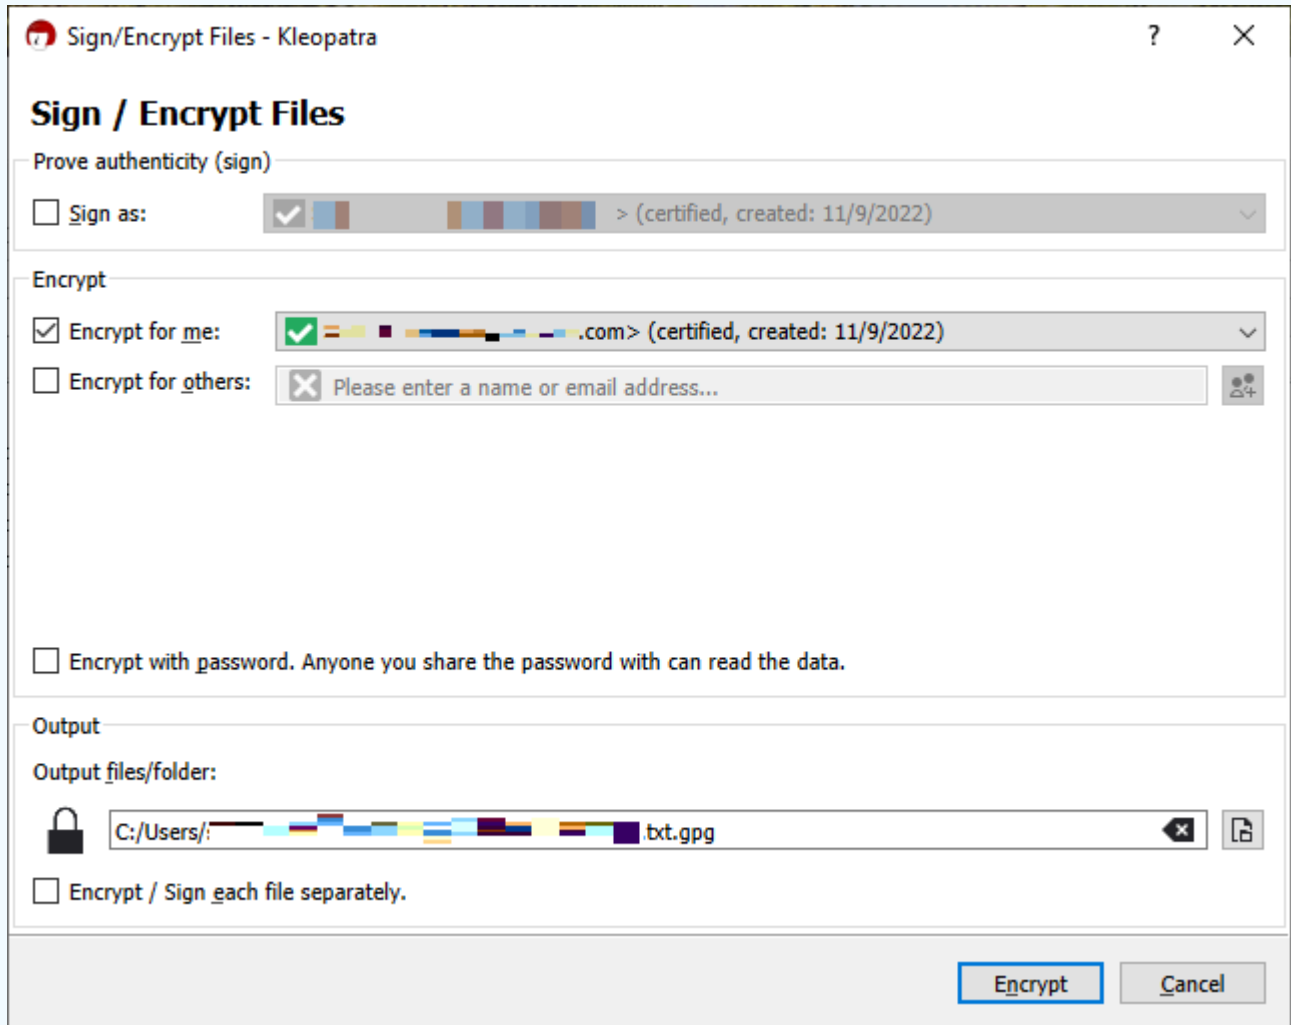 Sign/Encrypt Files - Kleopatra ?
Sign / Encrypt Files
Prove authenticity (sign)
Sign as: > (certified, created: 11/9/2022)
Encrypt
Encrypt for me: .com> (certified, created: 11/9/2022)
Encrypt for others: Please enter a name or email address...
Encrypt with password. Anyone you share the password with can read the data.
Output
Output files/folder:
C:/Users/ .txt.gpg
Encrypt / Sign each file separately.
Encrypt Cancel